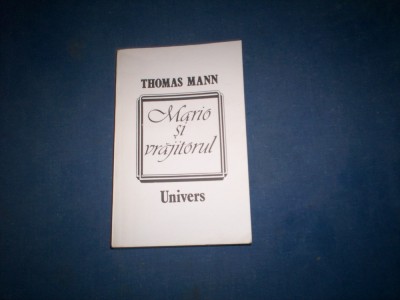 THOMAS MANN
Mario
și
vrăjitorul
Univers